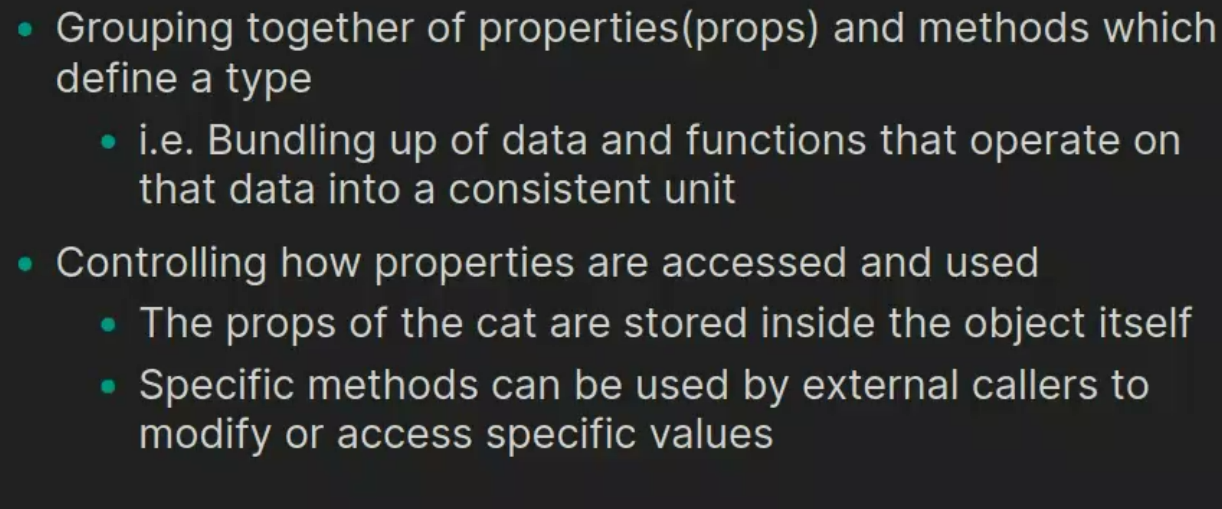 Grouping together of properties(props) and methods which
define a type
i.e. Bundling up of data and functions that operate on
that data into a consistent unit
Controlling how properties are accessed and used
The props of the cat are stored inside the object itself
Specific methods can be used by external callers to
modify or access specific values